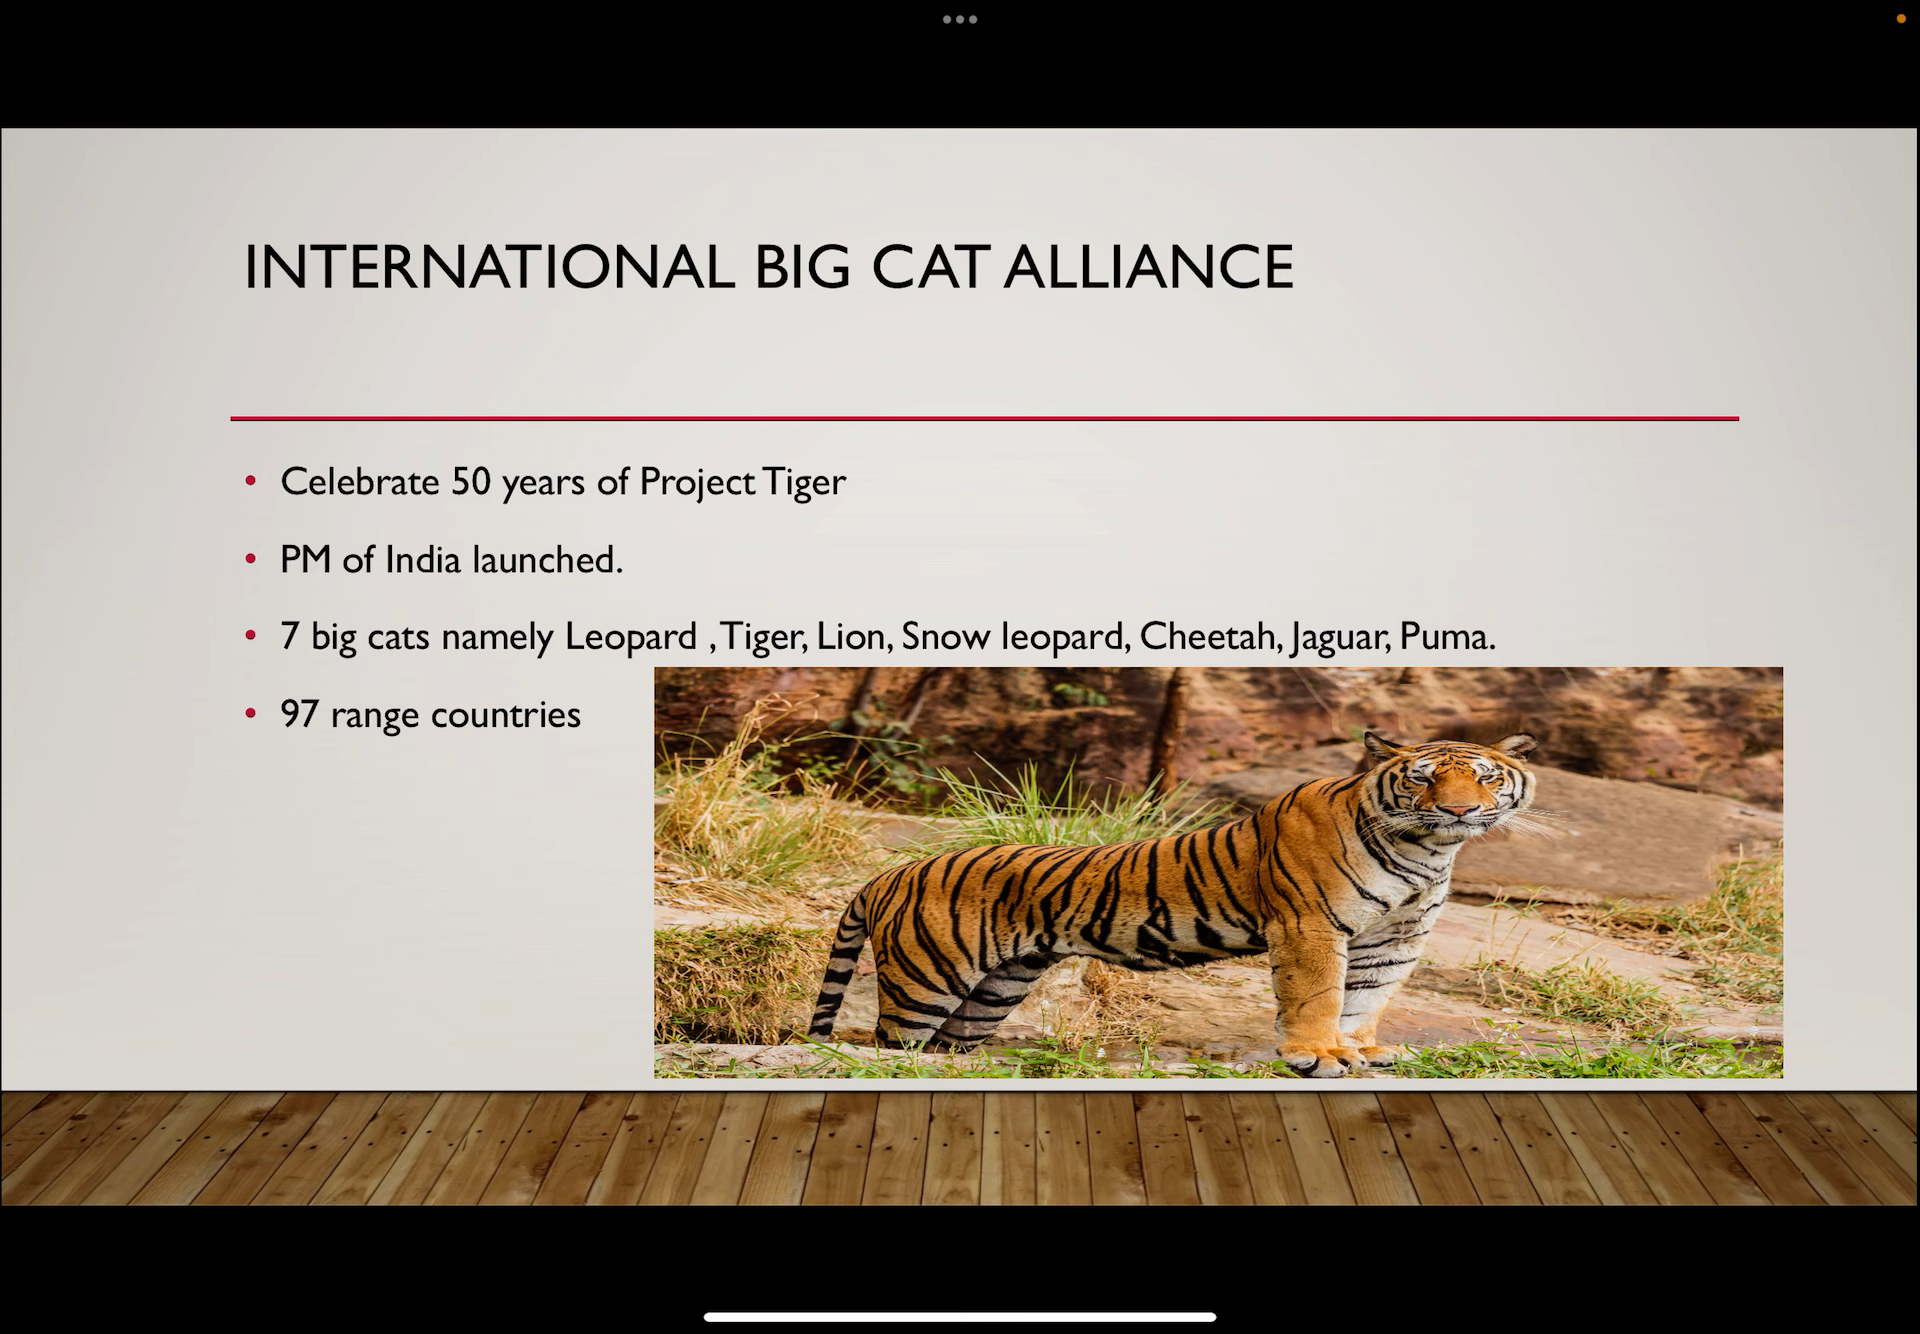 INTERNATIONAL BIG CAT ALLIANCE
• Celebrate 50 years of Project Tiger
• PM of India launched.
• 7 big cats namely Leopard ,Tiger, Lion, Snow leopard, Cheetah, Jaguar, Puma.
• 97 range countries